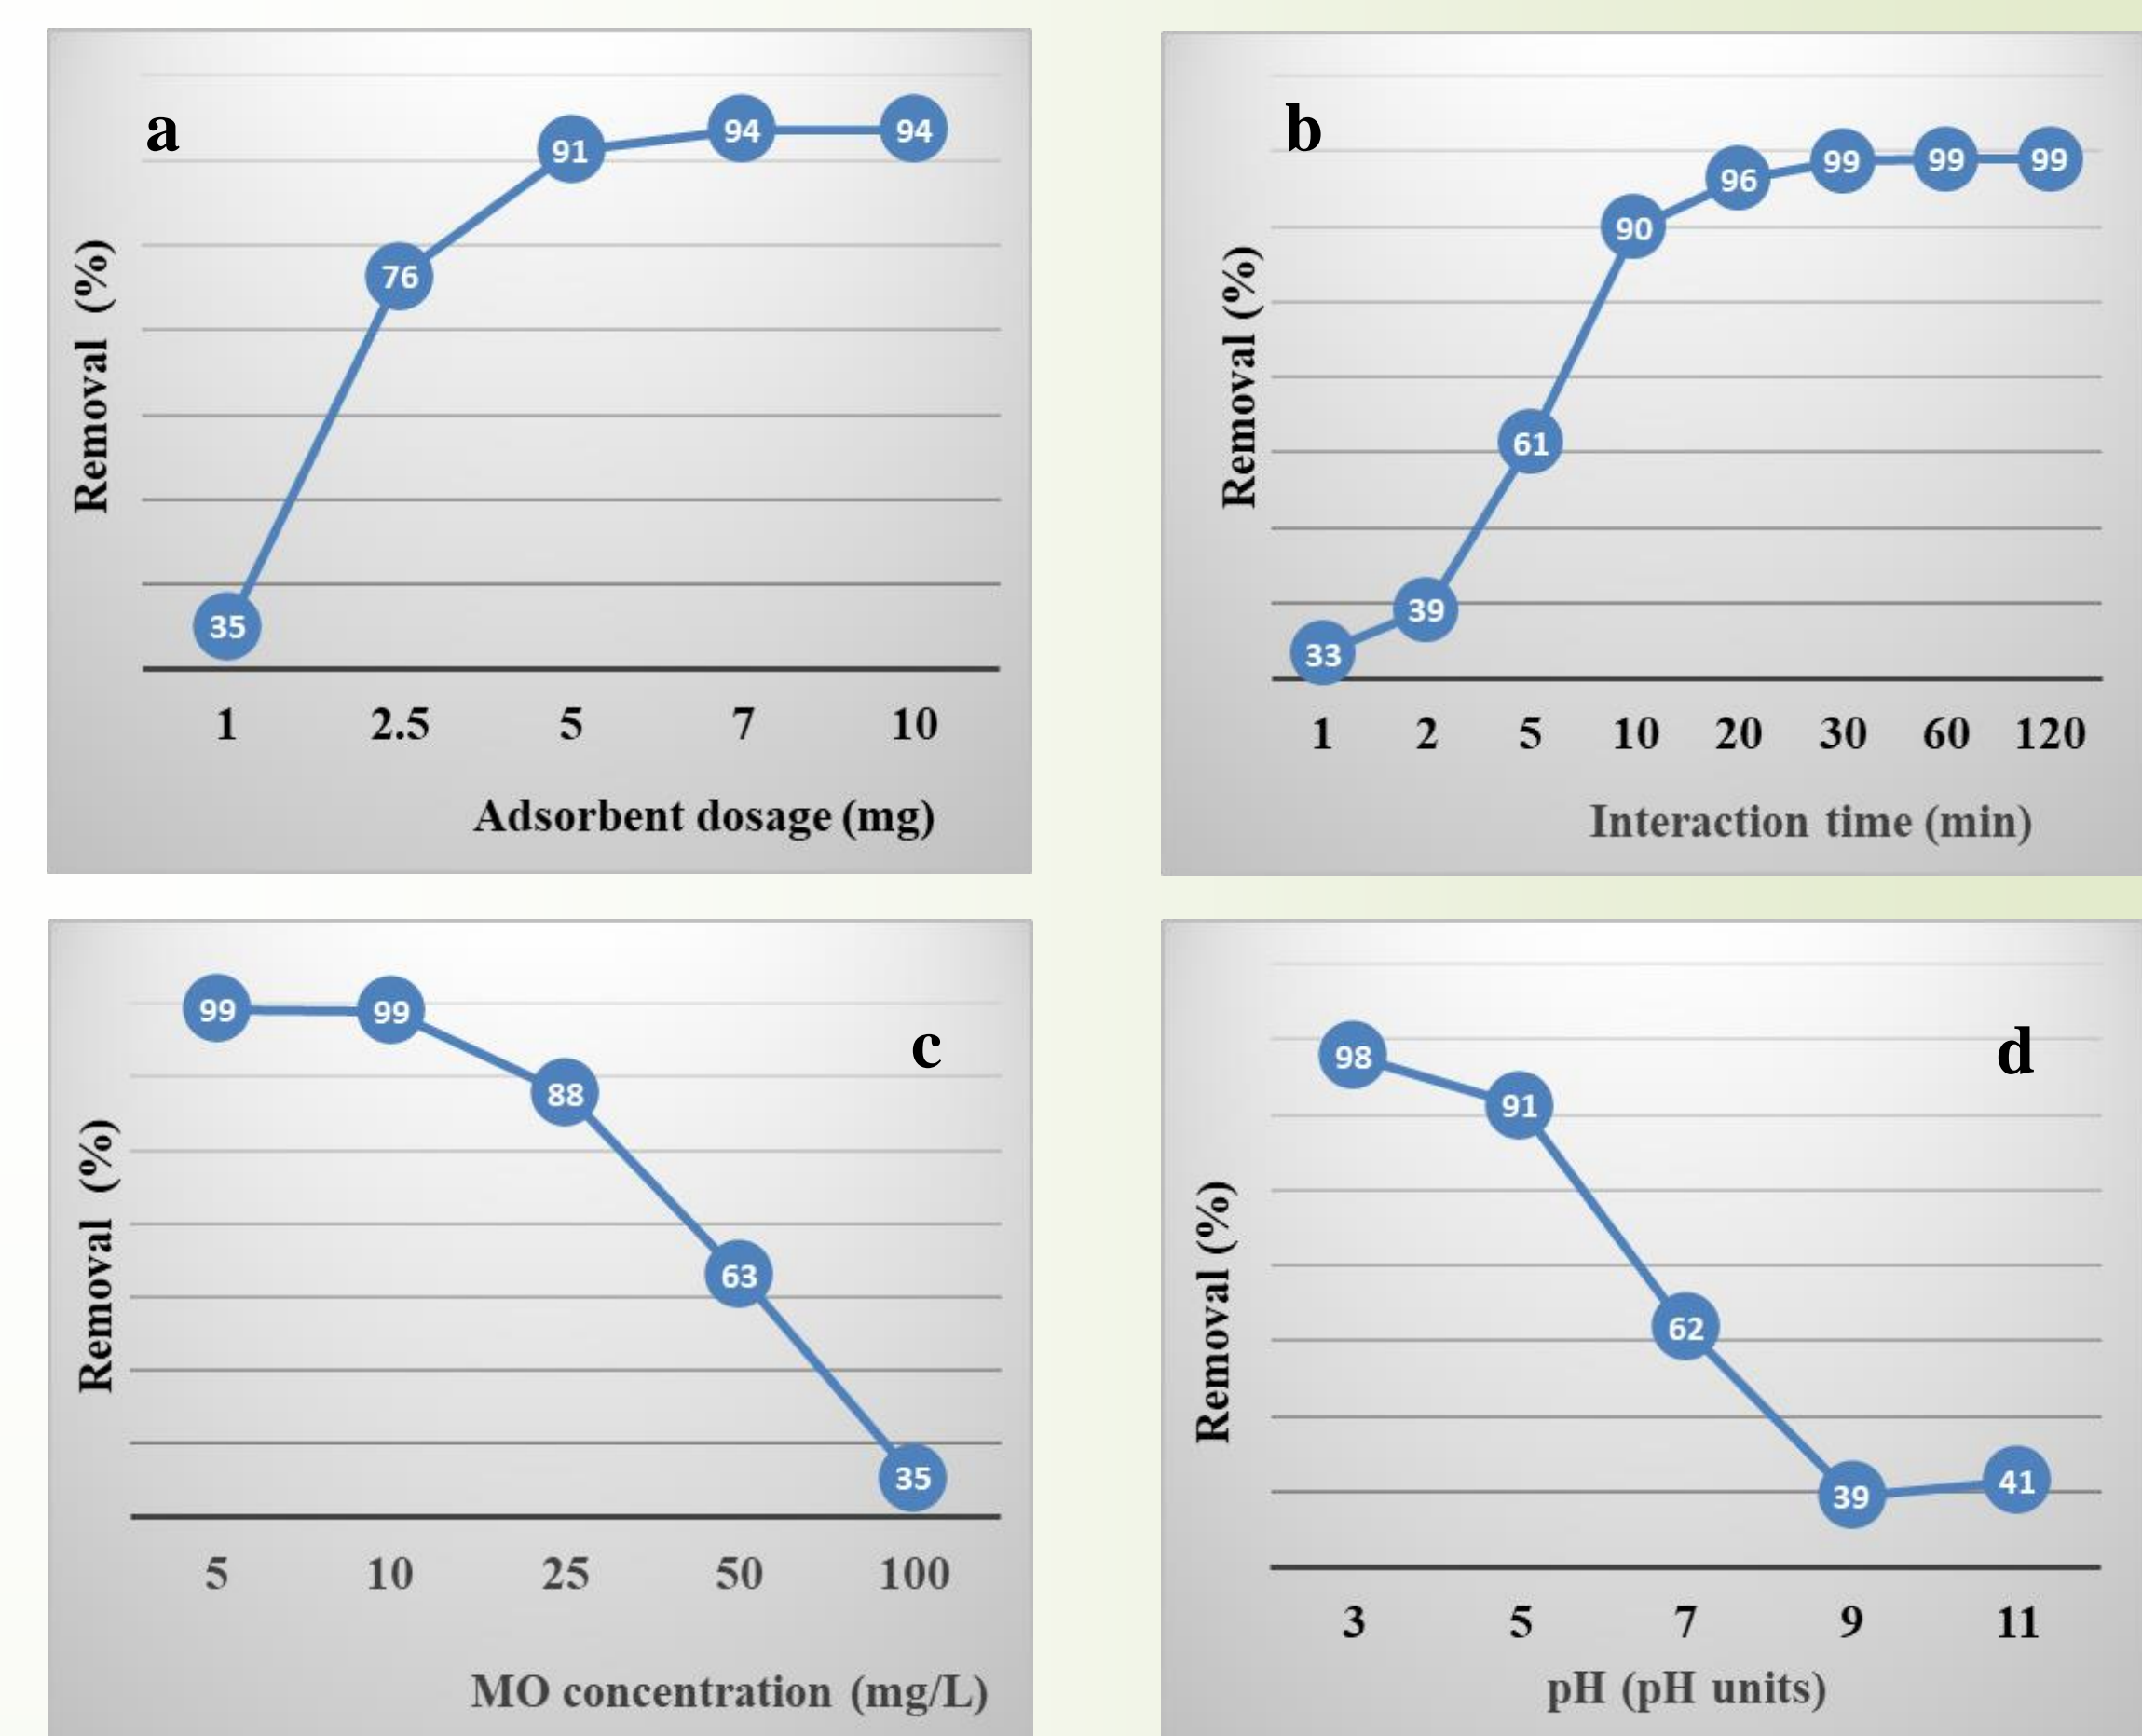 a
Removal (%)
35
76
91
94
94
1 2.5 5 7 10
Adsorbent dosage (mg)
b
Removal (%)
33
39
61
90
96
99
99
99
1 2 5 10 20 30 60 120
Interaction time (min)
c
Removal (%)
99
99
88
63
35
5 10 25 50 100
MO concentration (mg/L)
d
Removal (%)
98
91
62
39
41
3 5 7 9 11
pH (pH units)